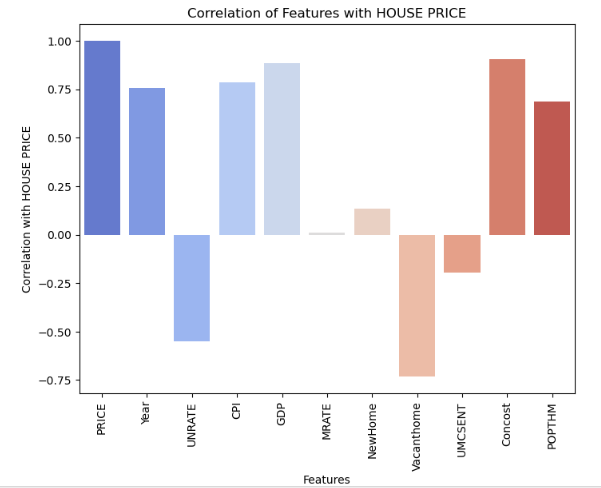 Correlation of Features with HOUSE PRICE
Correlation with HOUSE PRICE
1.00
0.75
0.50
0.25
0.00
−0.25
−0.50
−0.75
PRICE
Year
UNRATE
CPI
GDP
MRATE
NewHome
Vacanthome
UMCSENT
Concost
POPTHM
Features